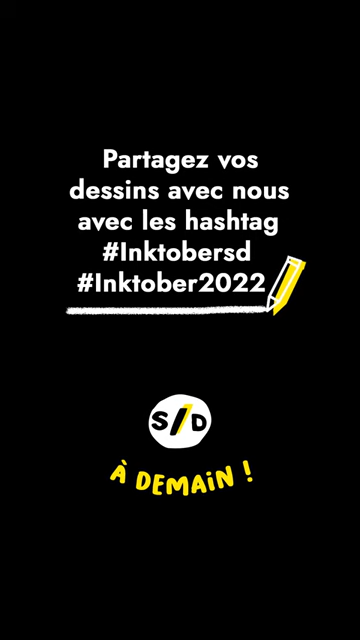 Partagez vos
dessins avec nous
avec les hashtag
#Inktobersd
#Inktober2022
S/D
À DEMAiN !